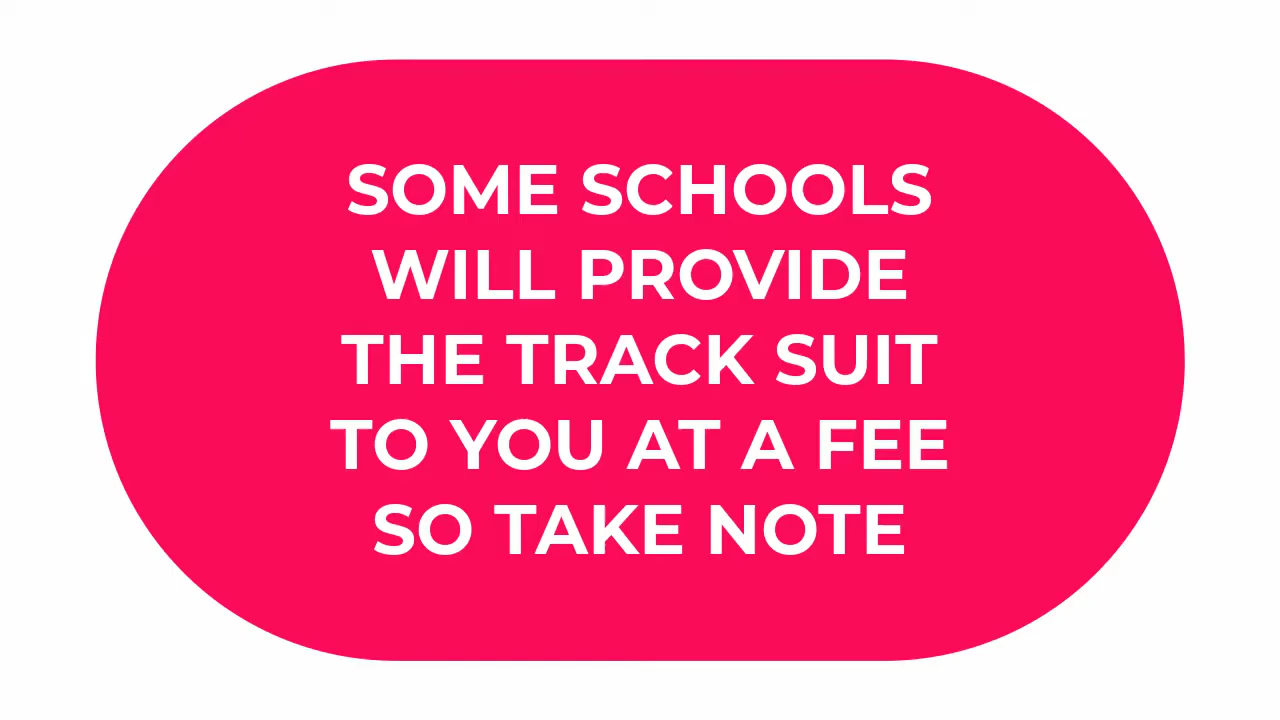 SOME SCHOOLS
WILL PROVIDE
THE TRACK SUIT
TO YOU AT A FEE
SO TAKE NOTE